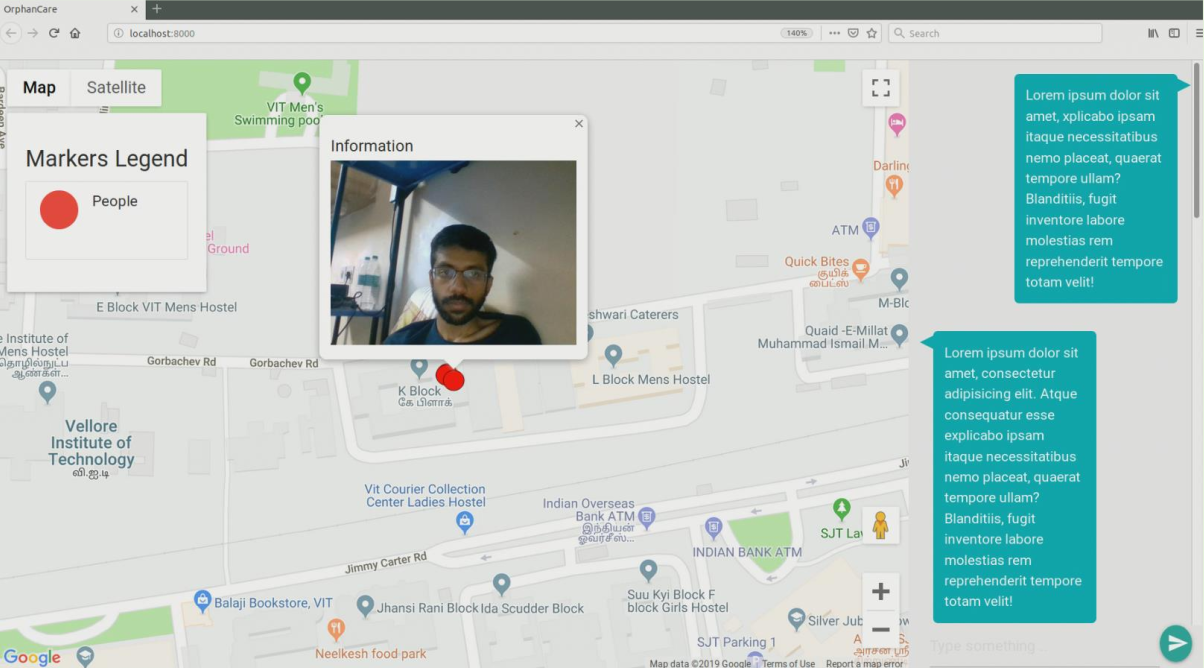 OrphanCare
localhost:8000
140%
Search
Map
Satellite
Markers Legend
People
VIT Men's
Swimming poo
Information
Ground
E Block VIT Mens Hostel
Darling
ATM
Quick Bites
குயிக்
பைட்ஸ்
M-Blo
eshwari Caterers
Quaid -E-Millat
Muhammad Ismail M...
e Institute of
Mens Hostel
தொழில்நுட்ப
ஆண்கள்...
Gorbachev Rd
Gorbachev Rd
K Block
கே பிளாக்
L Block Mens Hostel
Vellore
Institute of
Technology
வி.ஐ.டி
Vit Courier Collection
Center Ladies Hostel
Indian Overseas
Bank ATM
இந்தியன்
ஓவர்சீஸ்...
INDIAN BANK ATM
SJT La
Jimmy Carter Rd
Balaji Bookstore, VIT
Jhansi Rani Block
Ida Scudder Block
Suu Kyi Block F
block Girls Hostel
Silver Jub
Neelkesh food park
SJT Parking 1
Google
Map data ©2019 Google
Terms of Use
Report a map error
Lorem ipsum dolor sit
amet, xplicabo ipsam
itaque necessitatibus
nemo placeat, quaerat
tempore ullam?
Blanditiis, fugit
inventore labore
molestias rem
reprehenderit tempore
totam velit!
Lorem ipsum dolor sit
amet, consectetur
adipisicing elit. Atque
consequatur esse
explicabo ipsam
itaque necessitatibus
nemo placeat, quaerat
tempore ullam?
Blanditiis, fugit
inventore labore
molestias rem
reprehenderit tempore
totam velit!
Type something...